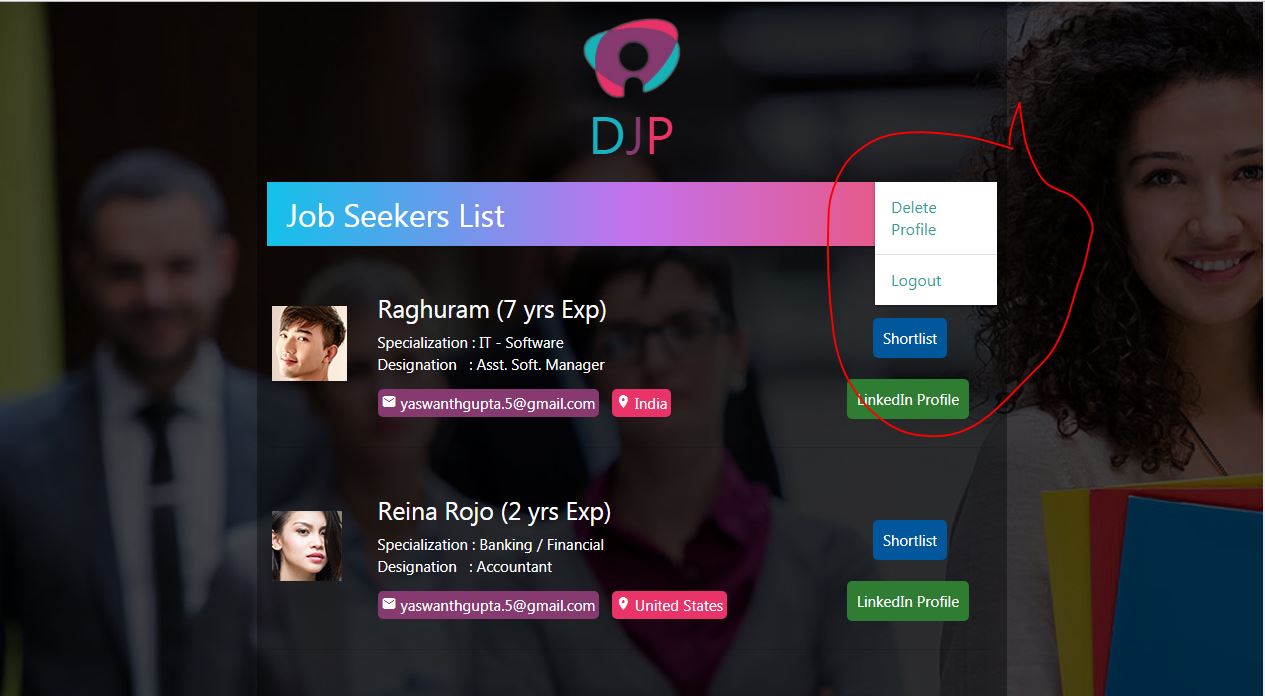 DJP
Job Seekers List
Delete
Profile
Logout
Raghuram (7 yrs Exp)
Specialization : IT - Software
Designation : Asst. Soft. Manager
yaswanthgupta.5@gmail.com
India
Shortlist
LinkedIn Profile
Reina Rojo (2 yrs Exp)
Specialization : Banking / Financial
Designation : Accountant
yaswanthgupta.5@gmail.com
United States
Shortlist
LinkedIn Profile